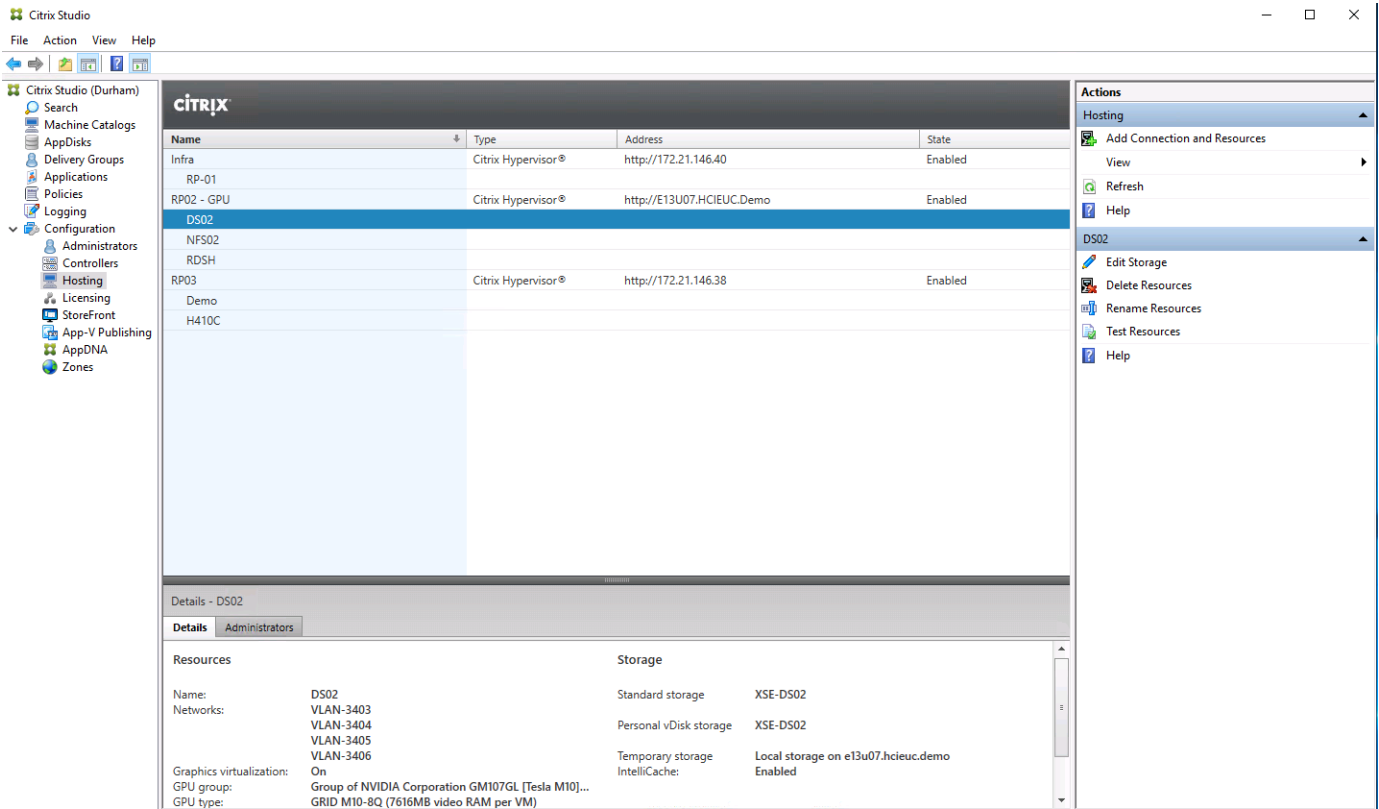 Citrix Studio
File Action View Help
Citrix Studio (Durham)
Search
Machine Catalogs
AppDisks
Delivery Groups
Applications
Policies
Logging
Configuration
Administrators
Controllers
Hosting
Licensing
StoreFront
App-V Publishing
AppDNA
Zones
CİTRIX
Name Type Address State
Infra Citrix Hypervisor® http://172.21.146.40 Enabled
RP-01
RP02 - GPU Citrix Hypervisor® http://E13U07.HCIEUC.Demo Enabled
DS02
NFS02
RDSH
RP03 Citrix Hypervisor® http://172.21.146.38 Enabled
Demo
H410C
Details - DS02
Details Administrators
Resources
Name: DS02
Networks: VLAN-3403
VLAN-3404
VLAN-3405
VLAN-3406
Graphics virtualization: On
GPU group: Group of NVIDIA Corporation GM107GL [Tesla M10]...
GPU type: GRID M10-8Q (7616MB video RAM per VM)
Storage
Standard storage XSE-DS02
Personal vDisk storage XSE-DS02
Temporary storage Local storage on e13u07.hcieuc.demo
IntelliCache: Enabled
Actions
Hosting
Add Connection and Resources
View
Refresh
Help
DS02
Edit Storage
Delete Resources
Rename Resources
Test Resources
Help